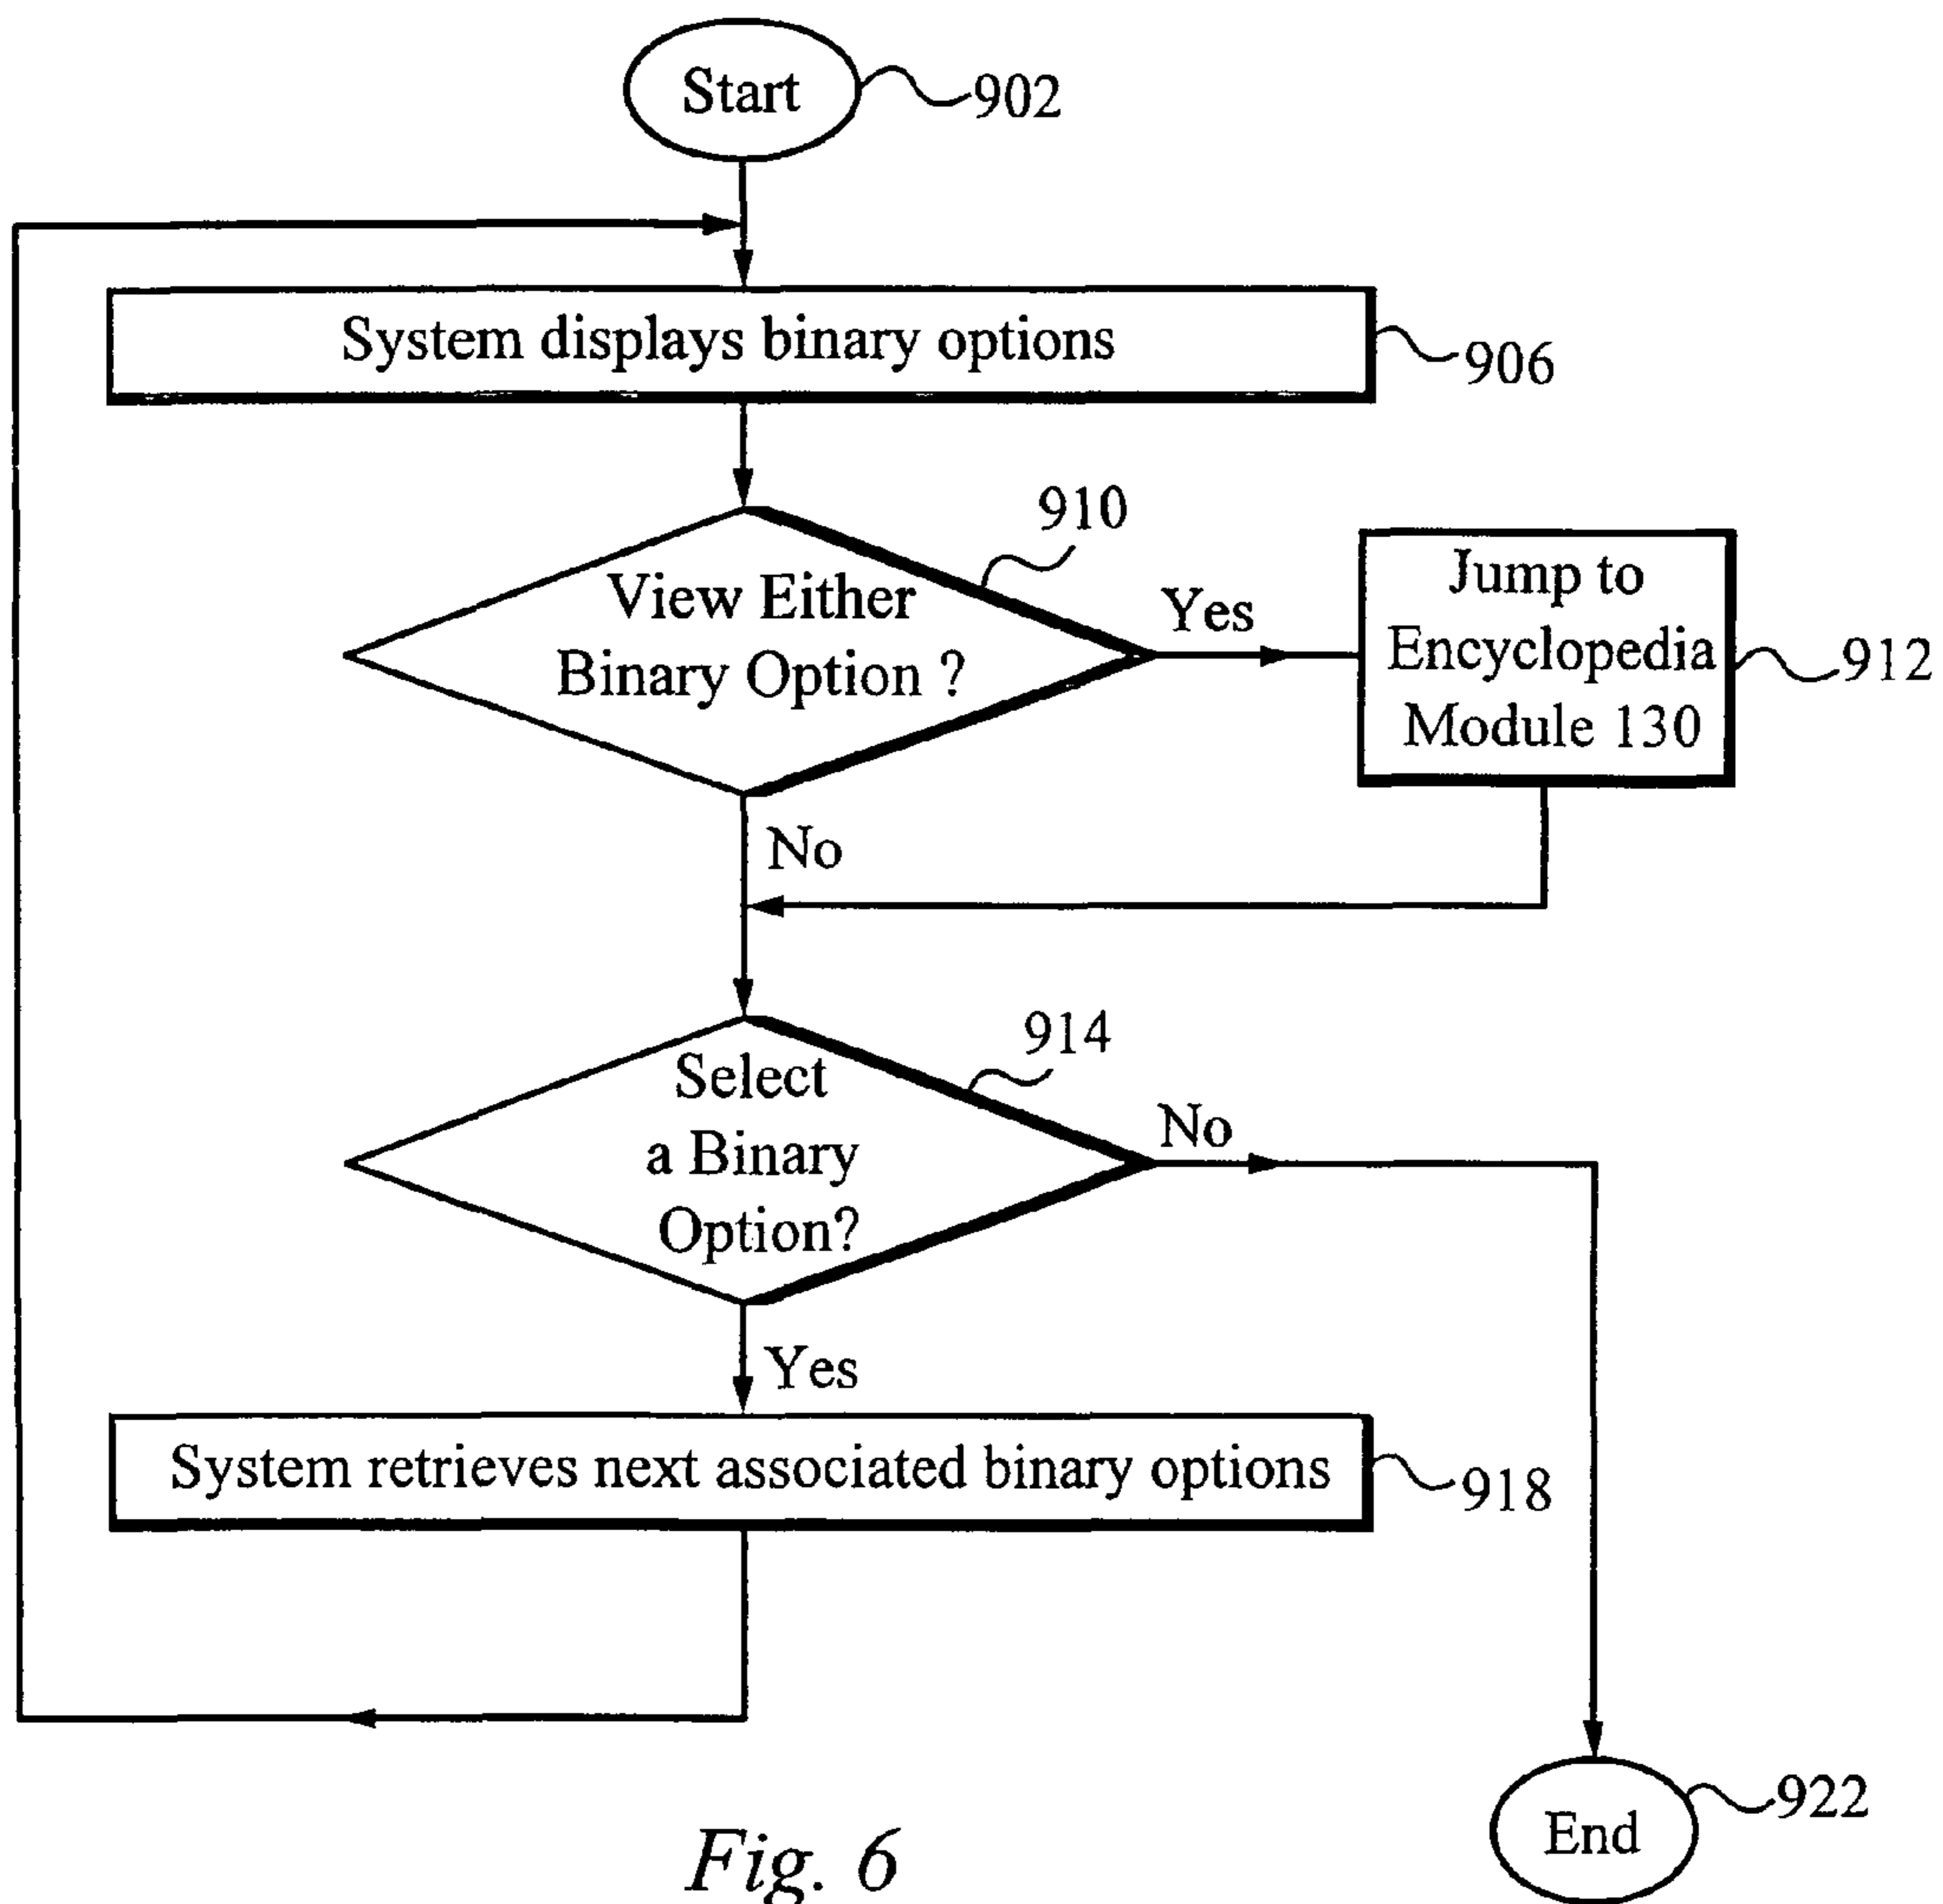 Start
902
System displays binary options
906
910
View Either
Binary Option ?
Yes
Jump to
Encyclopedia
Module 130
912
No
914
Select
a Binary
Option?
No
Yes
System retrieves next associated binary options
918
End
922
Fig. 6